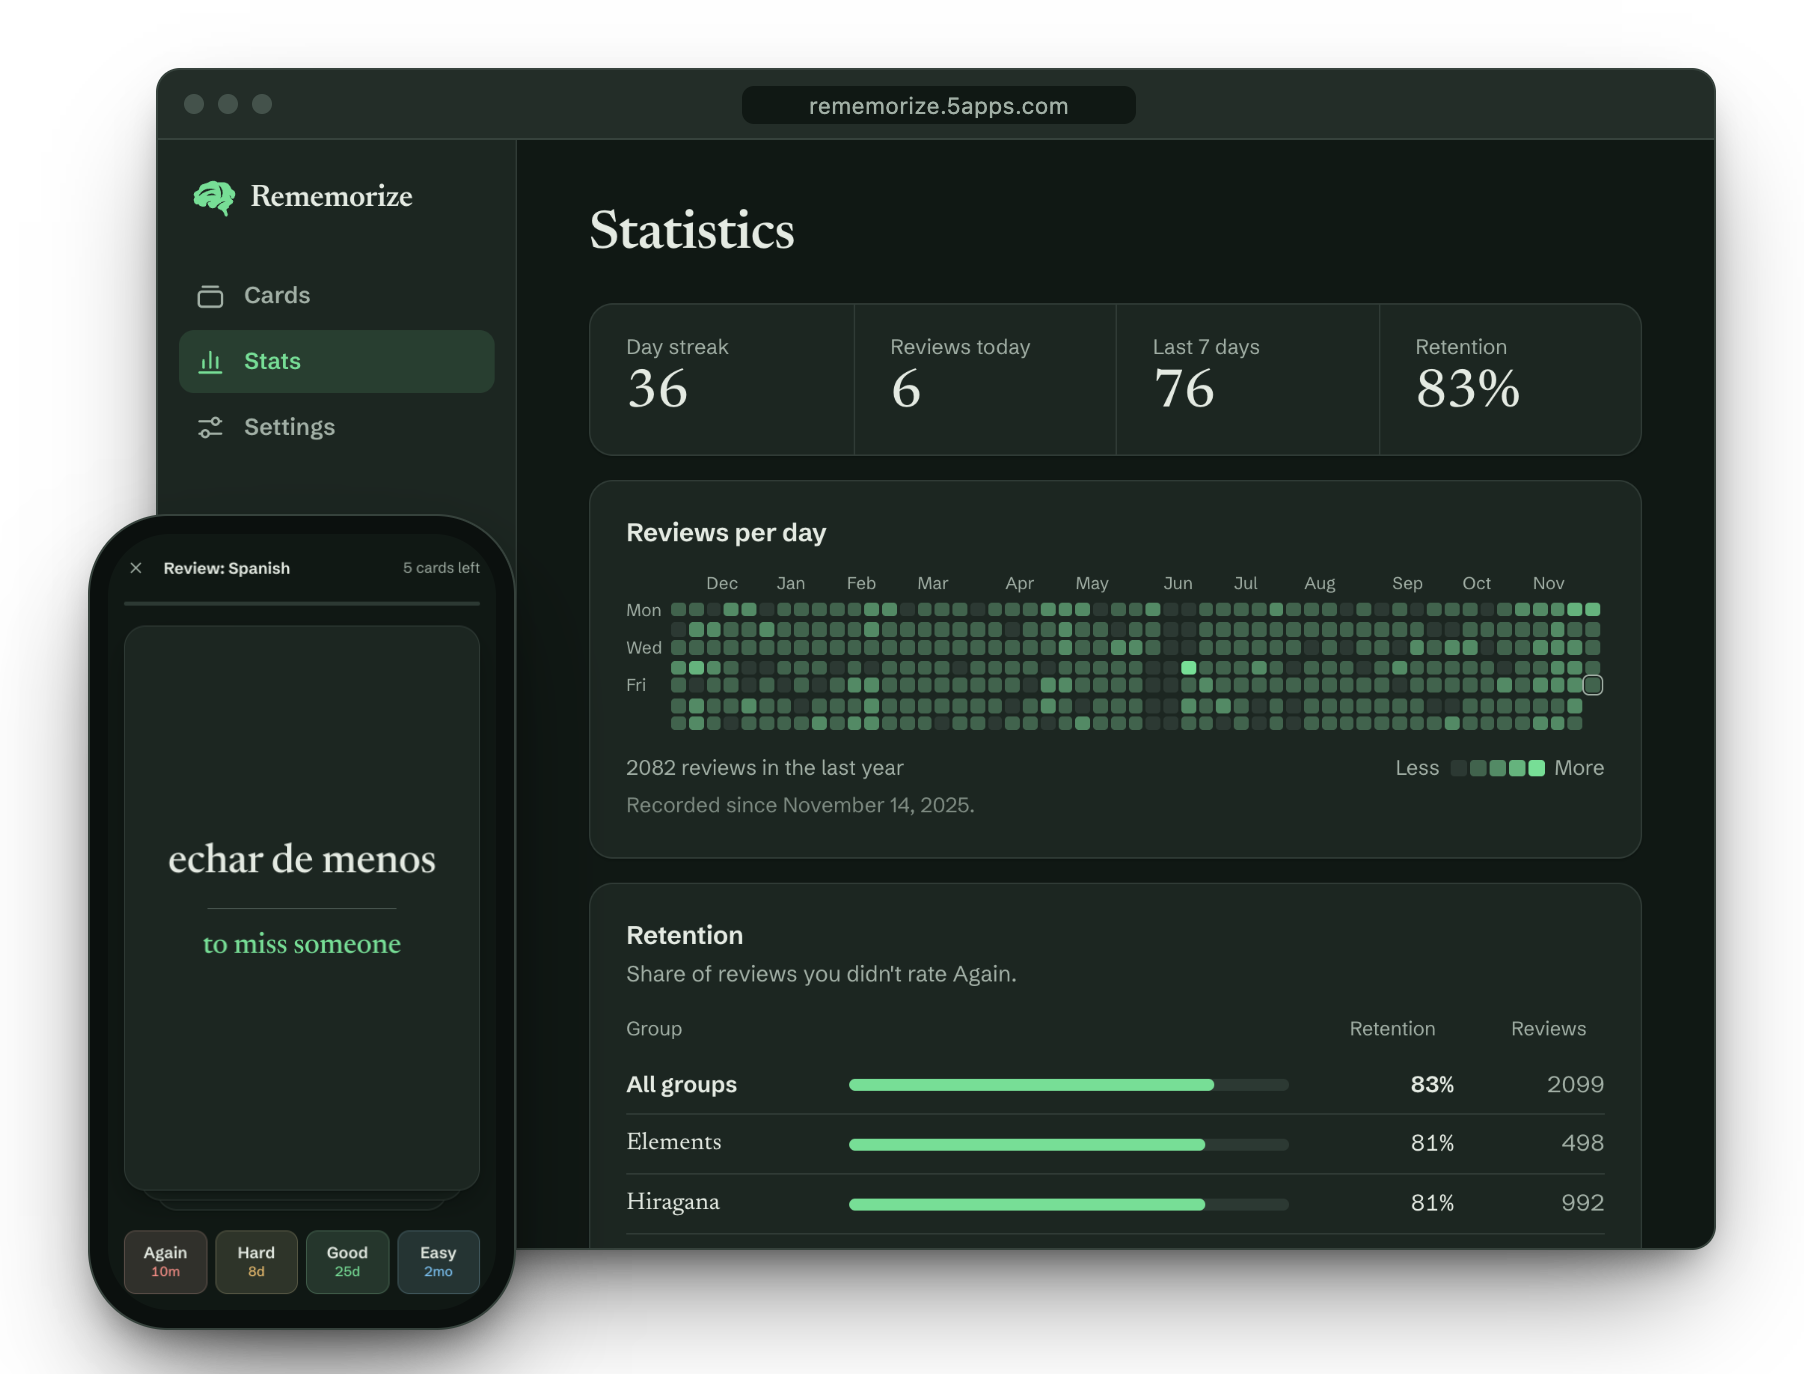 rememorize.5apps.com
Rememorize
Cards
Stats
Settings
Statistics
Day streak
36
Reviews today
6
Last 7 days
76
Retention
83%
Reviews per day
Dec Jan Feb Mar Apr May Jun Jul Aug Sep Oct Nov
Mon
Wed
Fri
2082 reviews in the last year
Less More
Recorded since November 14, 2025.
Retention
Share of reviews you didn't rate Again.
Group Retention Reviews
All groups 83% 2099
Elements 81% 498
Hiragana 81% 992
Review: Spanish 5 cards left
echar de menos
to miss someone
Again Hard Good Easy
10m 8d 25d 2mo